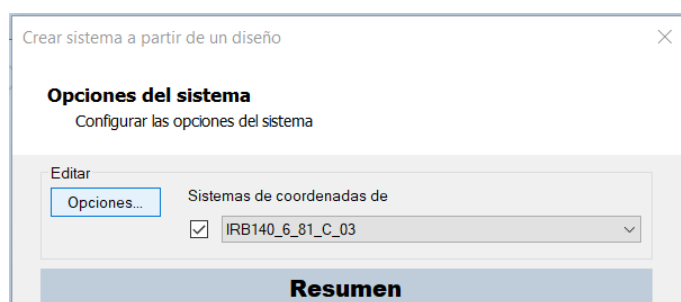 Crear sistema a partir de un diseño
Opciones del sistema
Configurar las opciones del sistema
Editar
Opciones...
Sistemas de coordenadas de
IRB140_6_81_C_03
Resumen